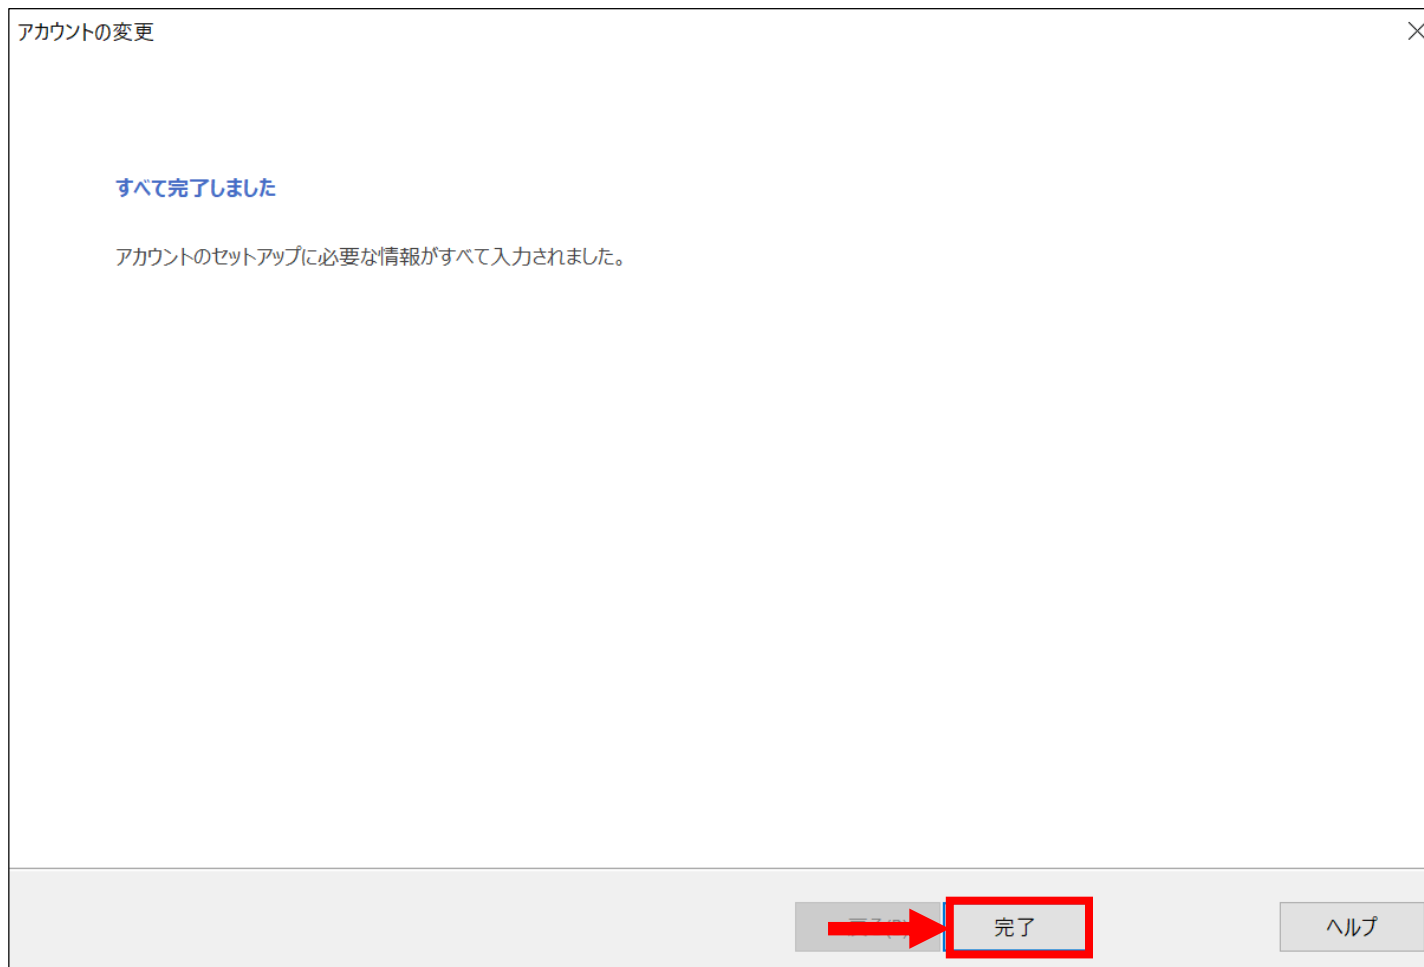 アカウントの変更
すべて完了しました
アカウントのセットアップに必要な情報がすべて入力されました。
完了
ヘルプ